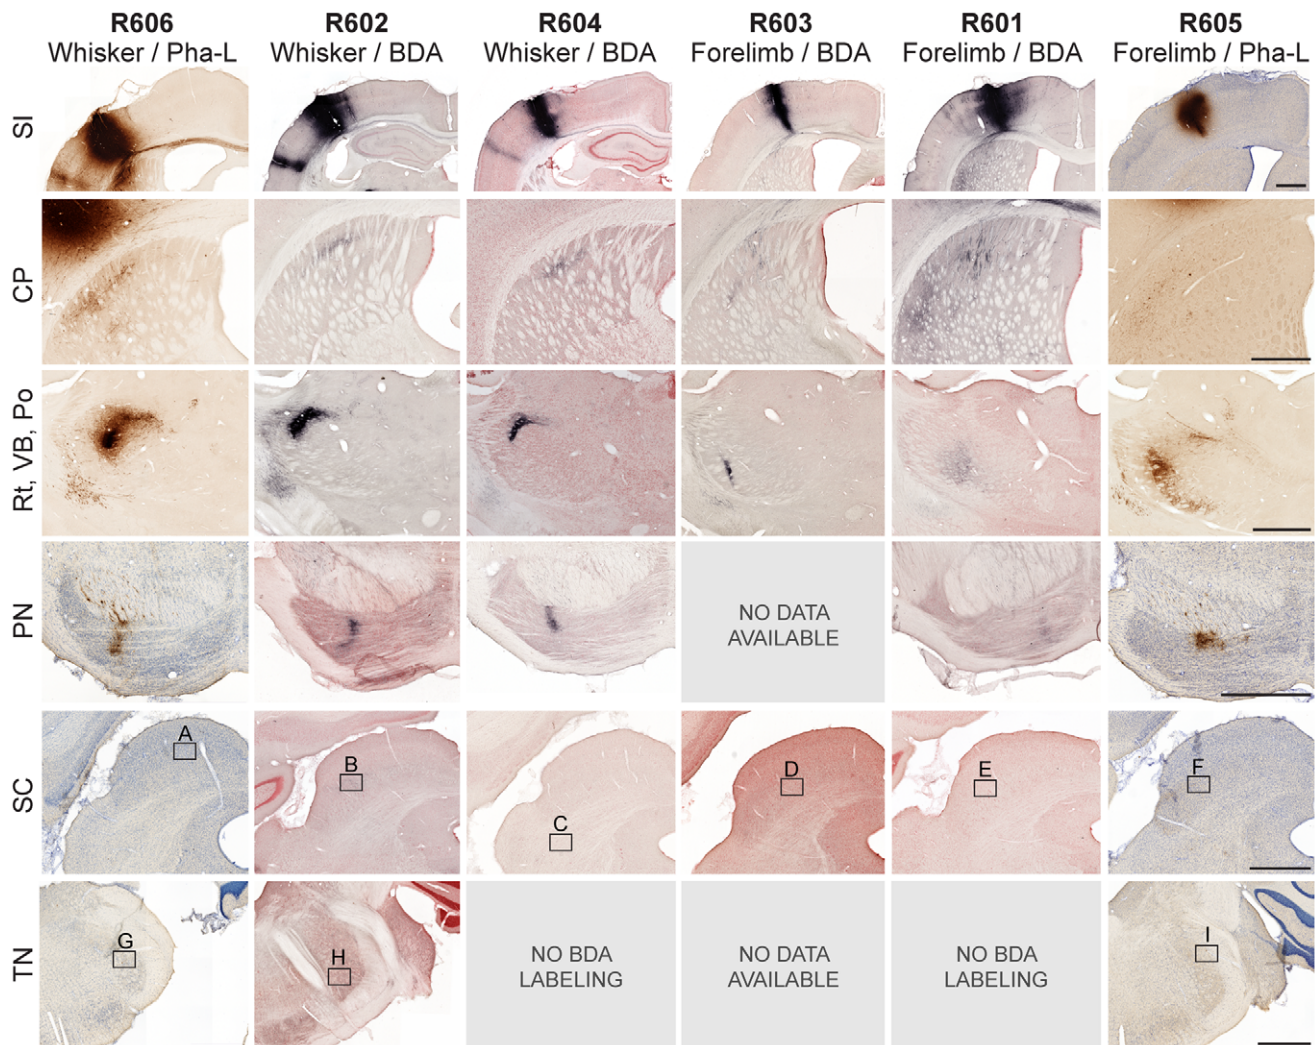 R606 R602 R604 R603 R601 R605
Whisker / Pha-L Whisker / BDA Whisker / BDA Forelimb / BDA Forelimb / BDA Forelimb / Pha-L
SI
CP
Rt, VB, Po
PN
NO DATA
AVAILABLE
SC
A B C D E F
TN
G H I
NO BDA
LABELING
NO DATA
AVAILABLE
NO BDA
LABELING